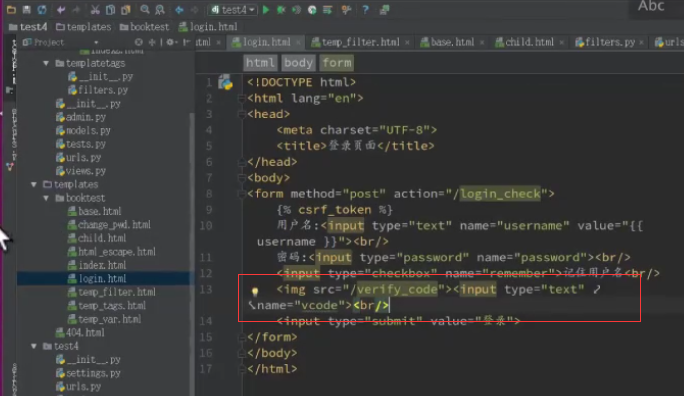 Abc
test4
test4 templates booktest login.html
Project
tml login.html temp_filter.html base.html child.html filters.py urls
html body form
templatetags
__init__.py
filters.py
__init__.py
admin.py
models.py
tests.py
urls.py
views.py
templates
booktest
base.html
change_pwd.html
child.html
html_escape.html
index.html
login.html
temp_filter.html
temp_tags.html
temp_var.html
404.html
test4
__init__.py
settings.py
urls.py
1 <!DOCTYPE html>
2 <html lang="en">
3 <head>
4 <meta charset="UTF-8">
5 <title>登录页面</title>
6 </head>
7 <body>
8 <form method="post" action="/login_check">
9 {% csrf_token %}
10 用户名:<input type="text" name="username" value="{{
username }}"><br/>
11 密码:<input type="password" name="password"><br/>
12 <input type="checkbox" name="remember">记住用户名<br/>
13 <img src="/verify_code"><input type="text"
name="vcode"><br/>
14 <input type="submit" value="登录">
15 </form>
16 </body>
17 </html>